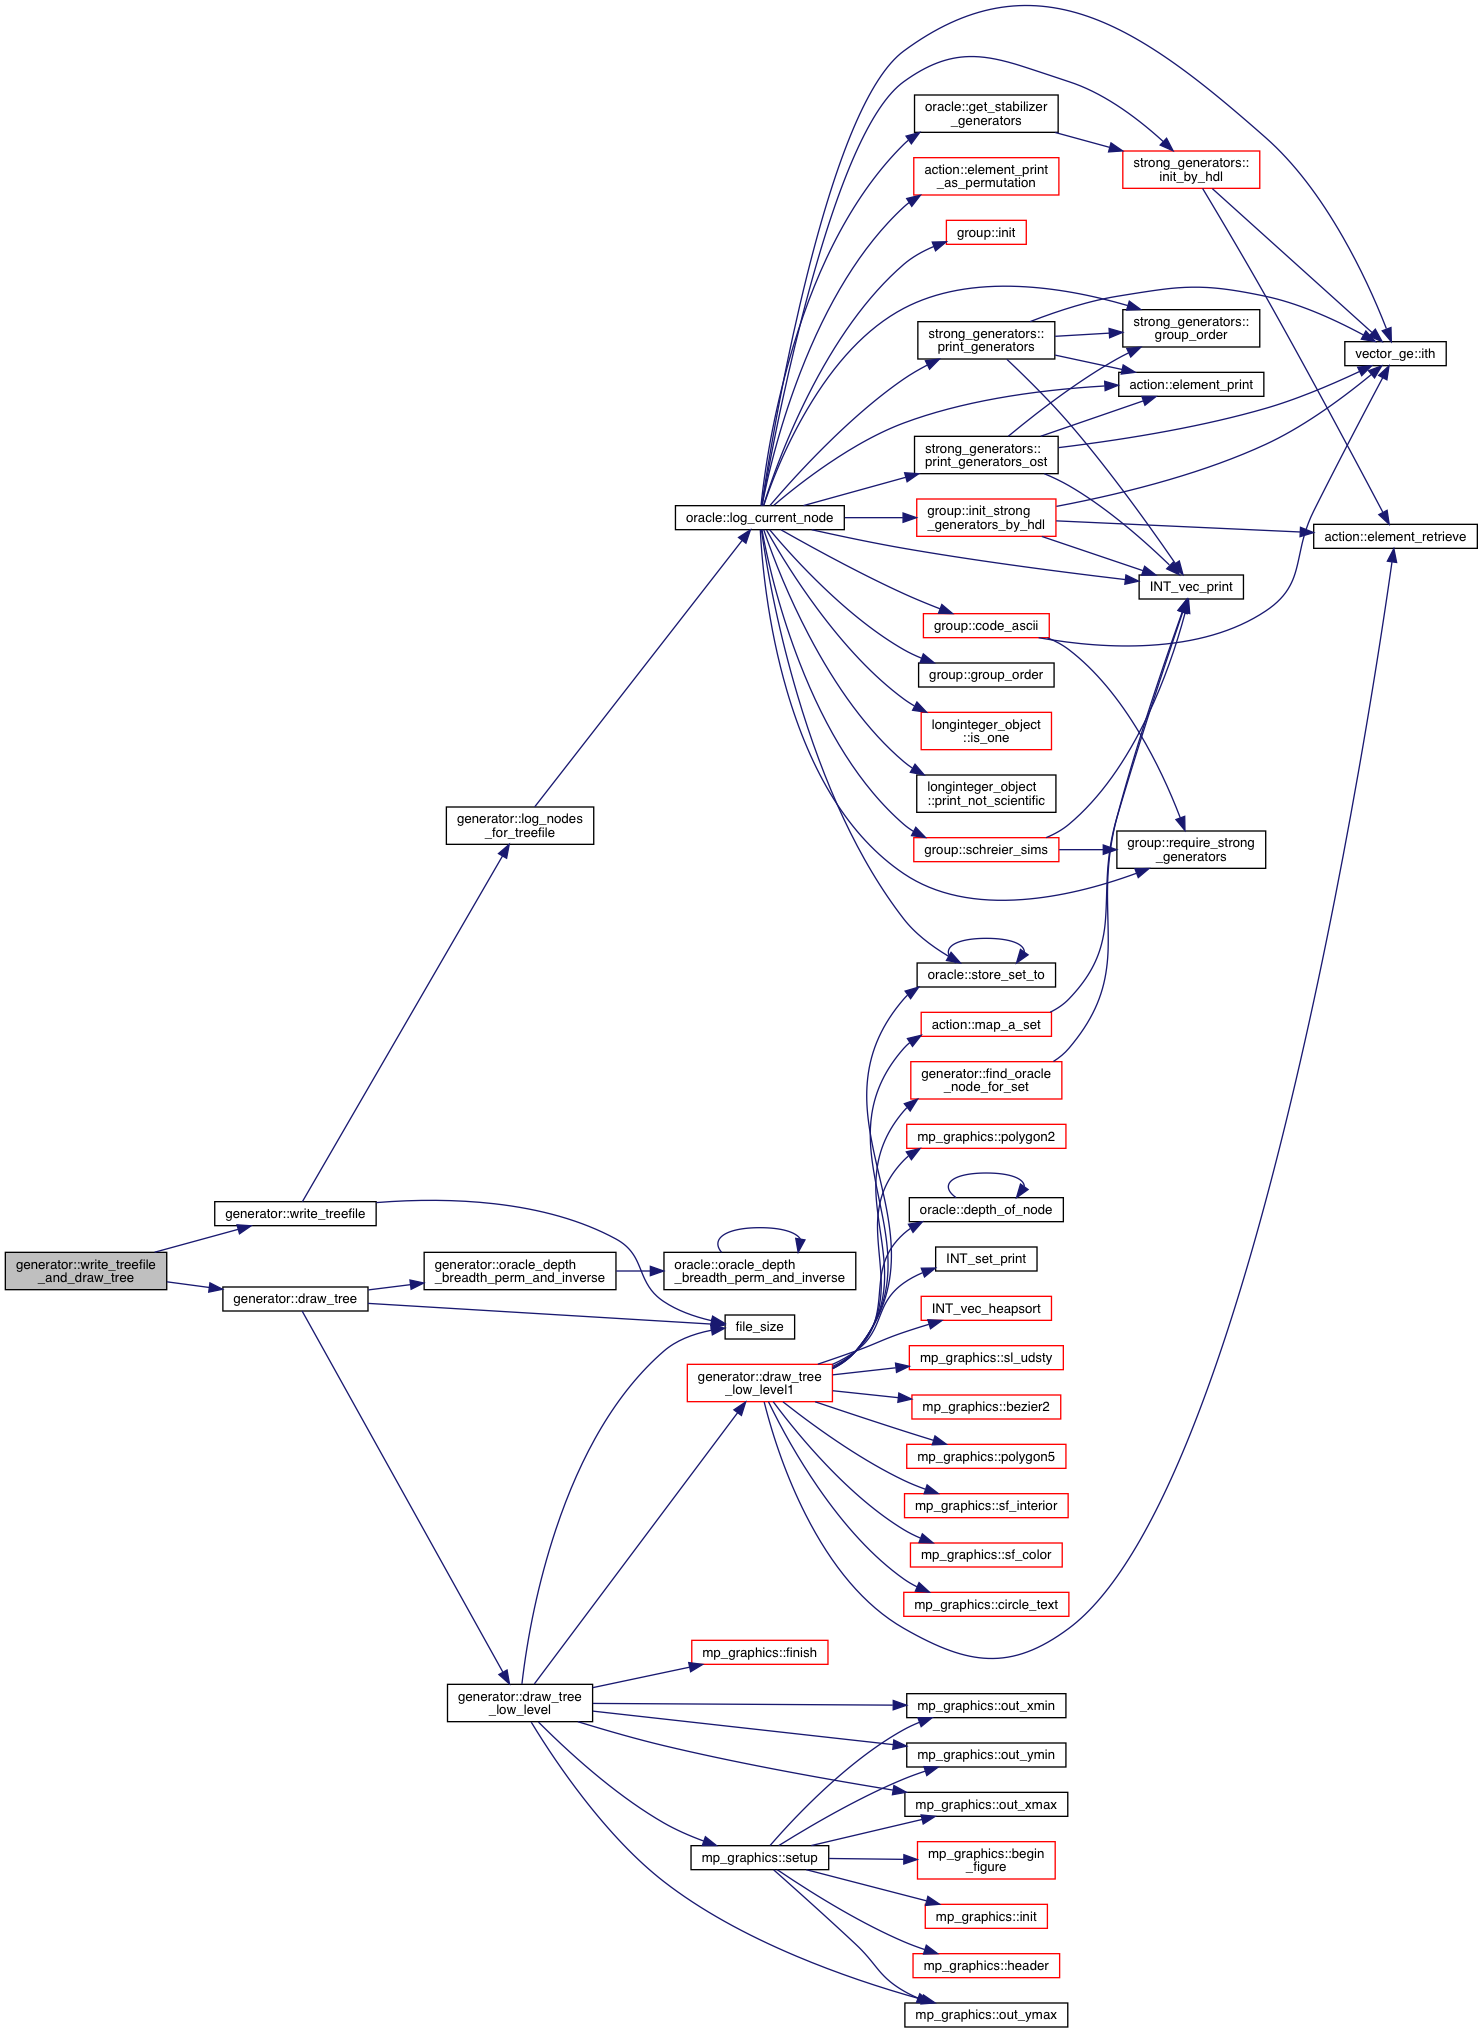 oracle::get_stabilizer
_generators
action::element_print
_as_permutation
strong_generators::
init_by_hdl
group::init
strong_generators::
print_generators
strong_generators::
group_order
vector_ge::ith
action::element_print
strong_generators::
print_generators_ost
oracle::log_current_node
group::init_strong
_generators_by_hdl
action::element_retrieve
INT_vec_print
group::code_ascii
group::group_order
longinteger_object
::is_one
longinteger_object
::print_not_scientific
generator::log_nodes
_for_treefile
group::schreier_sims
group::require_strong
_generators
oracle::store_set_to
action::map_a_set
generator::find_oracle
_node_for_set
mp_graphics::polygon2
oracle::depth_of_node
generator::write_treefile
INT_set_print
generator::write_treefile
_and_draw_tree
generator::oracle_depth
_breadth_perm_and_inverse
oracle::oracle_depth
_breadth_perm_and_inverse
generator::draw_tree
INT_vec_heapsort
file_size
mp_graphics::sl_udsty
generator::draw_tree
_low_level1
mp_graphics::bezier2
mp_graphics::polygon5
mp_graphics::sf_interior
mp_graphics::sf_color
mp_graphics::circle_text
mp_graphics::finish
generator::draw_tree
_low_level
mp_graphics::out_xmin
mp_graphics::out_ymin
mp_graphics::out_xmax
mp_graphics::setup
mp_graphics::begin
_figure
mp_graphics::init
mp_graphics::header
mp_graphics::out_ymax